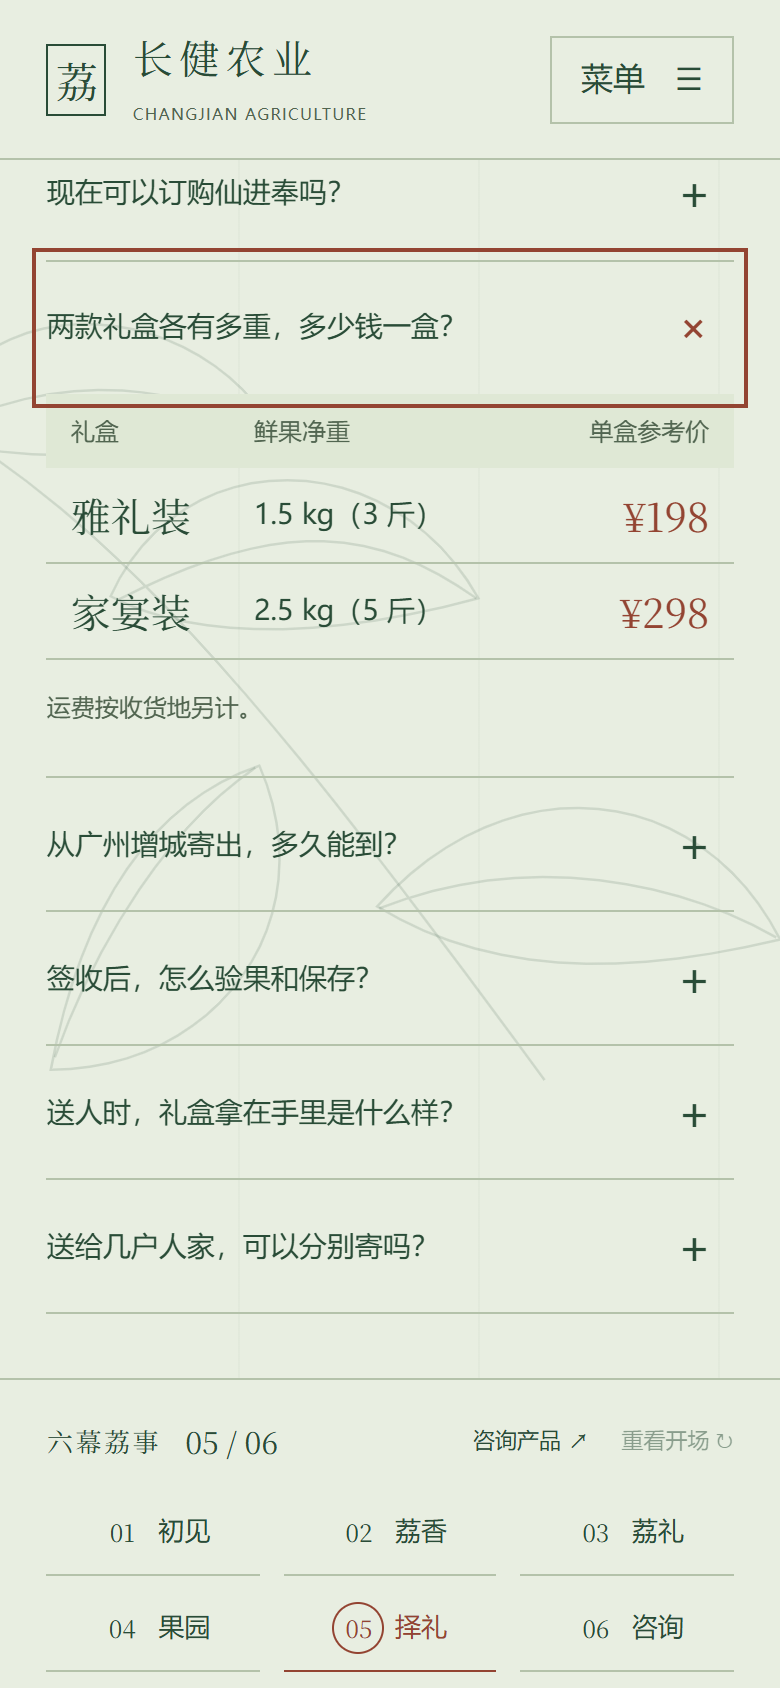 荔
长健农业
CHANGJIAN AGRICULTURE
菜单 ☰
现在可以订购仙进奉吗？ +
两款礼盒各有多重，多少钱一盒？ ×
礼盒 鲜果净重 单盒参考价
雅礼装 1.5 kg（3 斤） ¥198
家宴装 2.5 kg（5 斤） ¥298
运费按收货地另计。
从广州增城寄出，多久能到？ +
签收后，怎么验果和保存？ +
送人时，礼盒拿在手里是什么样？ +
送给几户人家，可以分别寄吗？ +
六幕荔事 05 / 06 咨询产品 ↗ 重看开场 ↻
01 初见 02 荔香 03 荔礼
04 果园 05 择礼 06 咨询